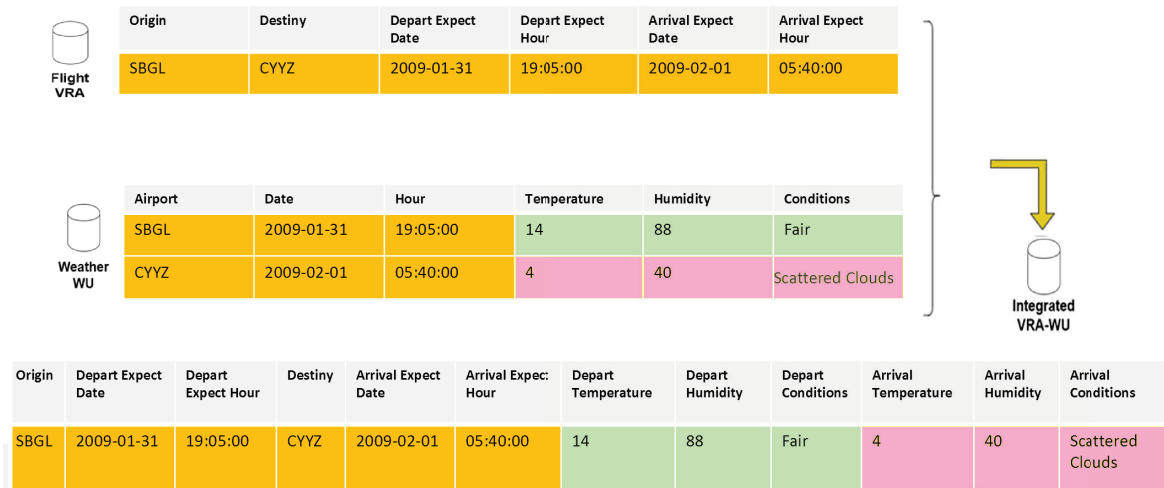 Origin Destiny Depart Expect Date Depart Expect Hour Arrival Expect Date Arrival Expect Hour
SBGL CYYZ 2009-01-31 19:05:00 2009-02-01 05:40:00
Flight
VRA
Airport Date Hour Temperature Humidity Conditions
SBGL 2009-01-31 19:05:00 14 88 Fair
CYYZ 2009-02-01 05:40:00 4 40 Scattered Clouds
Weather
WU
Integrated
VRA-WU
Origin Depart Expect Date Depart Expect Hour Destiny Arrival Expect Date Arrival Expect Hour Depart Temperature Depart Humidity Depart Conditions Arrival Temperature Arrival Humidity Arrival Conditions
SBGL 2009-01-31 19:05:00 CYYZ 2009-02-01 05:40:00 14 88 Fair 4 40 Scattered Clouds